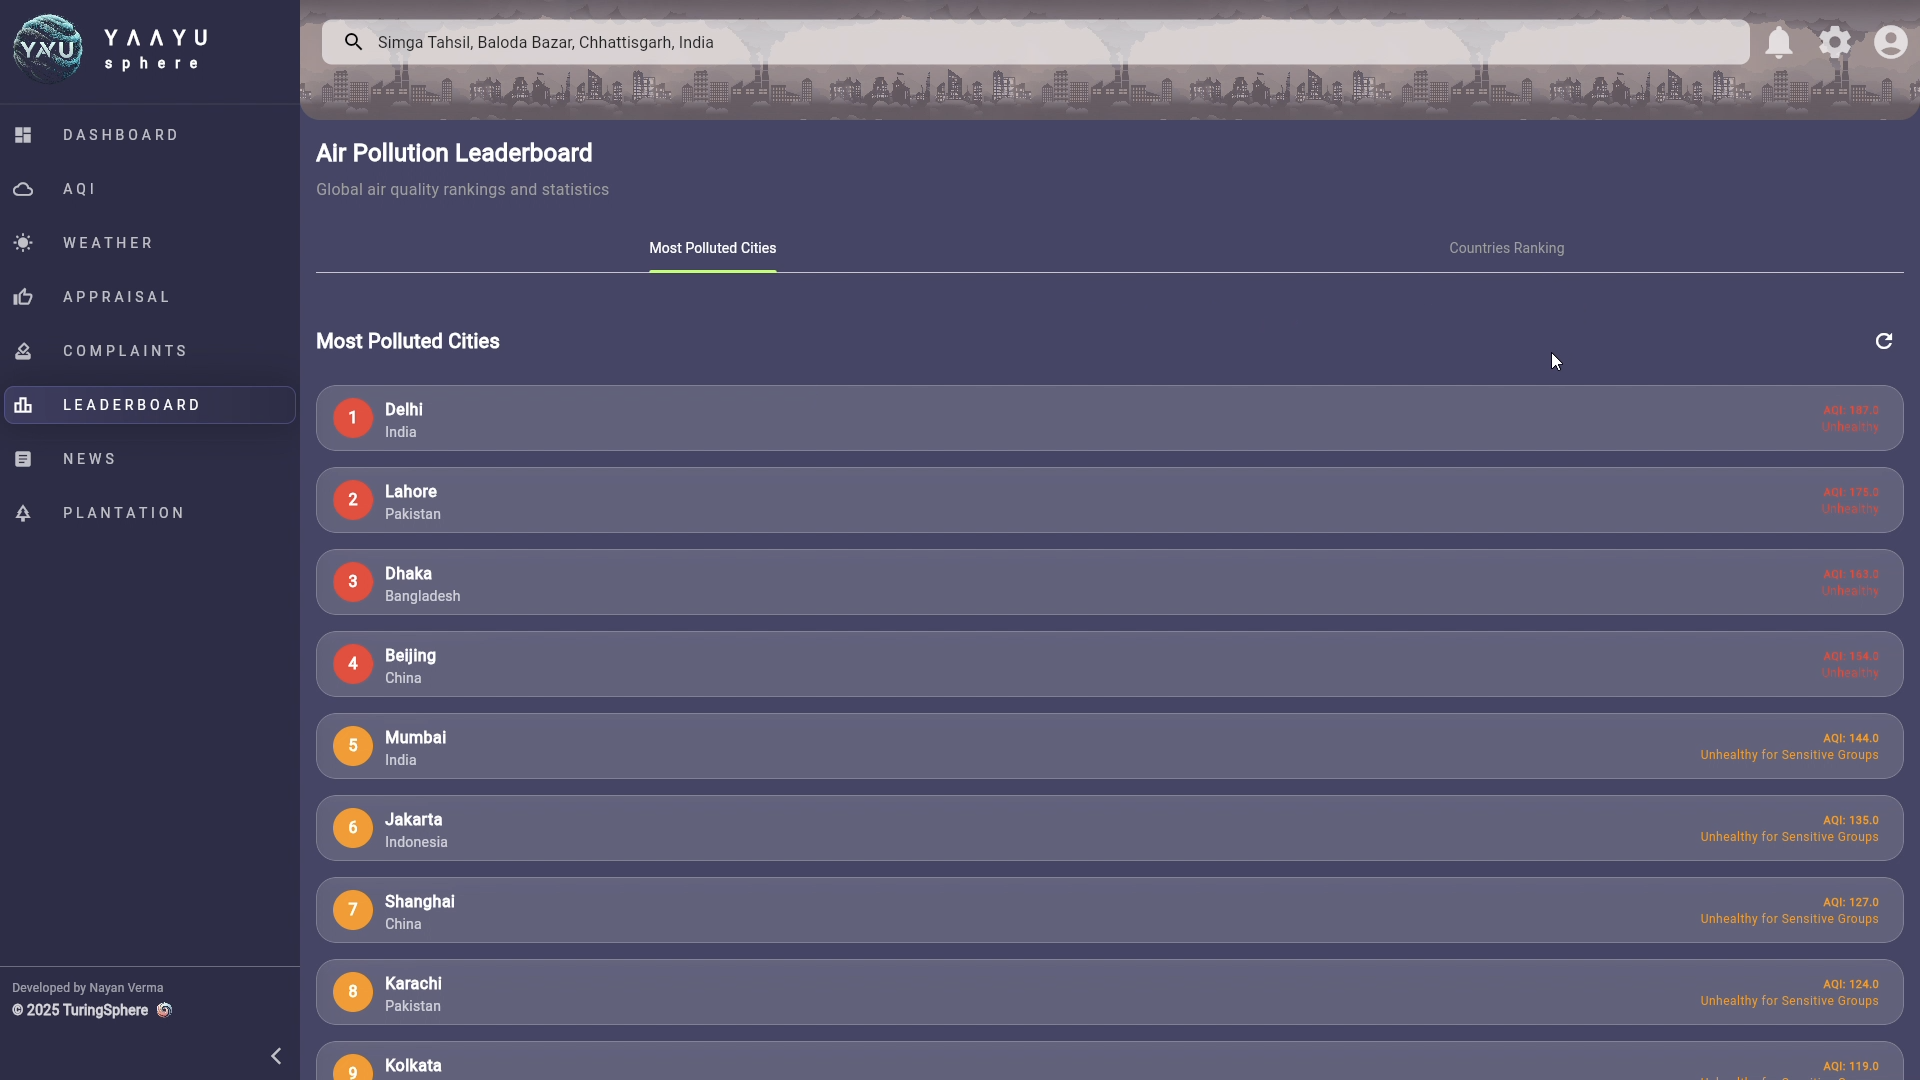 YAYU
YAAYU
sphere
Simga Tahsil, Baloda Bazar, Chhattisgarh, India
DASHBOARD
AQI
WEATHER
APPRAISAL
COMPLAINTS
LEADERBOARD
NEWS
PLANTATION
Developed by Nayan Verma
© 2025 TuringSphere
Air Pollution Leaderboard
Global air quality rankings and statistics
Most Polluted Cities
Countries Ranking
Most Polluted Cities
1
Delhi
India
AQI: 187.0
Unhealthy
2
Lahore
Pakistan
AQI: 175.0
Unhealthy
3
Dhaka
Bangladesh
AQI: 163.0
Unhealthy
4
Beijing
China
AQI: 154.0
Unhealthy
5
Mumbai
India
AQI: 144.0
Unhealthy for Sensitive Groups
6
Jakarta
Indonesia
AQI: 135.0
Unhealthy for Sensitive Groups
7
Shanghai
China
AQI: 127.0
Unhealthy for Sensitive Groups
8
Karachi
Pakistan
AQI: 124.0
Unhealthy for Sensitive Groups
9
Kolkata
AQI: 119.0